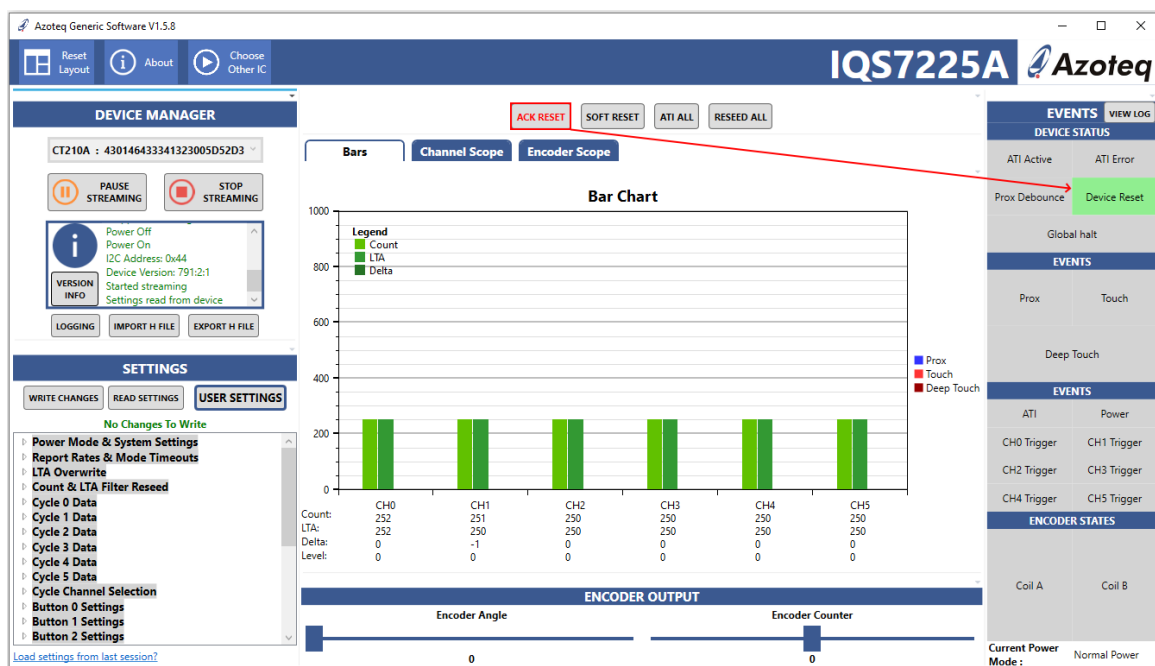 Azoteq Generic Software V1.5.8
Reset Layout
About
Choose Other IC
IQS7225A
Azoteq
DEVICE MANAGER
CT210A : 430146433341323005D52D3
PAUSE STREAMING
STOP STREAMING
Power Off
Power On
I2C Address: 0x44
Device Version: 791:2:1
Started streaming
Settings read from device
VERSION INFO
LOGGING
IMPORT H FILE
EXPORT H FILE
SETTINGS
WRITE CHANGES
READ SETTINGS
USER SETTINGS
No Changes To Write
Power Mode & System Settings
Report Rates & Mode Timeouts
LTA Overwrite
Count & LTA Filter Reseed
Cycle 0 Data
Cycle 1 Data
Cycle 2 Data
Cycle 3 Data
Cycle 4 Data
Cycle 5 Data
Cycle Channel Selection
Button 0 Settings
Button 1 Settings
Button 2 Settings
Load settings from last session?
ACK RESET
SOFT RESET
ATI ALL
RESEED ALL
Bars
Channel Scope
Encoder Scope
Bar Chart
1000
800
600
400
200
0
Legend
Count
LTA
Delta
Prox
Touch
Deep Touch
CH0 CH1 CH2 CH3 CH4 CH5
Count: 252 251 250 250 250 250
LTA: 252 250 250 250 250 250
Delta: 0 -1 0 0 0 0
Level: 0 0 0 0 0 0
ENCODER OUTPUT
Encoder Angle
0
Encoder Counter
0
EVENTS
VIEW LOG
DEVICE STATUS
ATI Active
ATI Error
Prox Debounce
Device Reset
Global halt
EVENTS
Prox
Touch
Deep Touch
EVENTS
ATI
Power
CH0 Trigger
CH1 Trigger
CH2 Trigger
CH3 Trigger
CH4 Trigger
CH5 Trigger
ENCODER STATES
Coil A
Coil B
Current Power Mode :
Normal Power